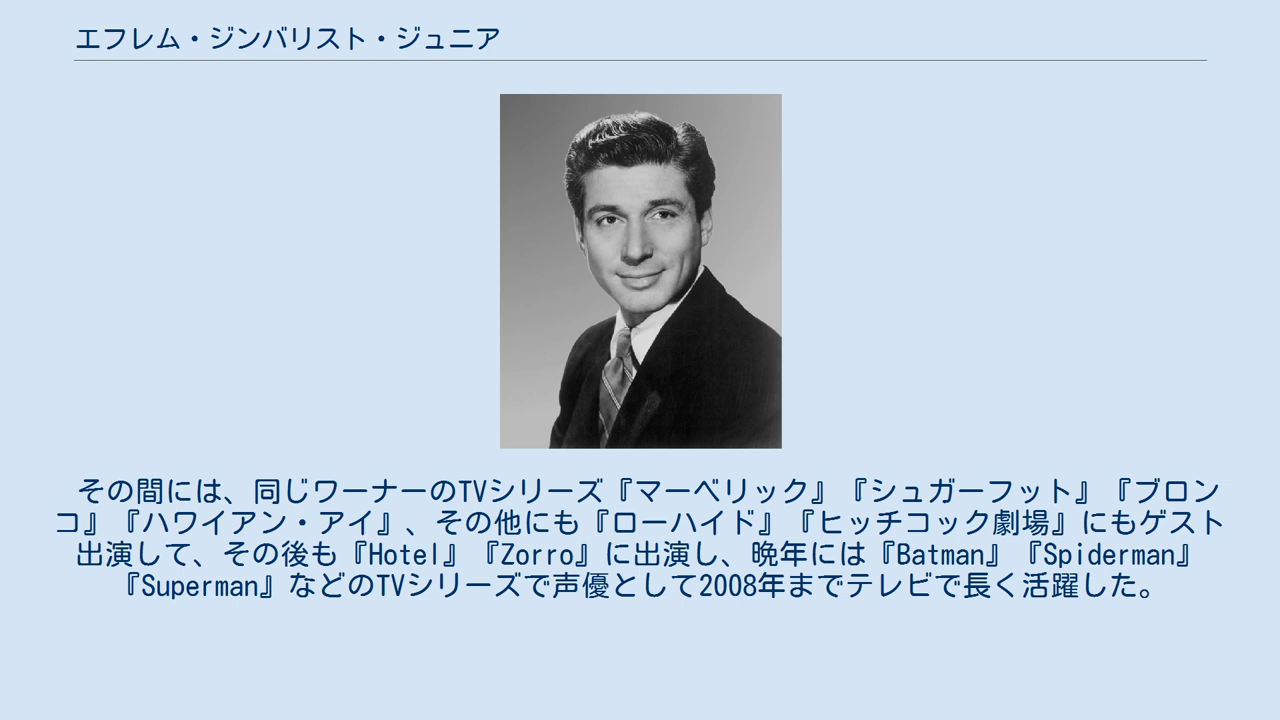 エフレム・ジンバリスト・ジュニア
その間には、同じワーナーのTVシリーズ『マーベリック』『シュガーフット』『ブロン
コ』『ハワイアン・アイ』、その他にも『ローハイド』『ヒッチコック劇場』にもゲスト
出演して、その後も『Hotel』『Zorro』に出演し、晩年には『Batman』『Spiderman』
『Superman』などのTVシリーズで声優として2008年までテレビで長く活躍した。